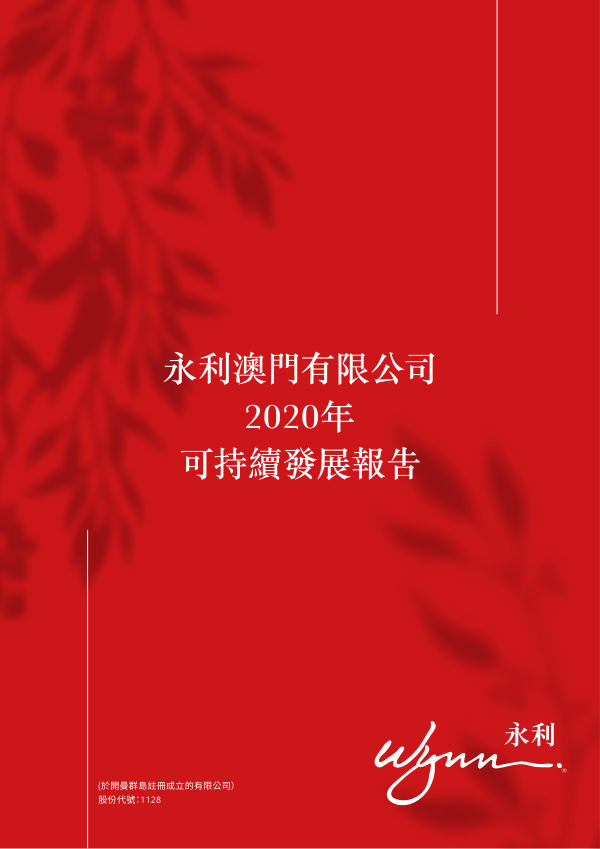 永利澳門有限公司
2020年
可持續發展報告
永利
Wynn
(於開曼群島註冊成立的有限公司)
股份代號：1128